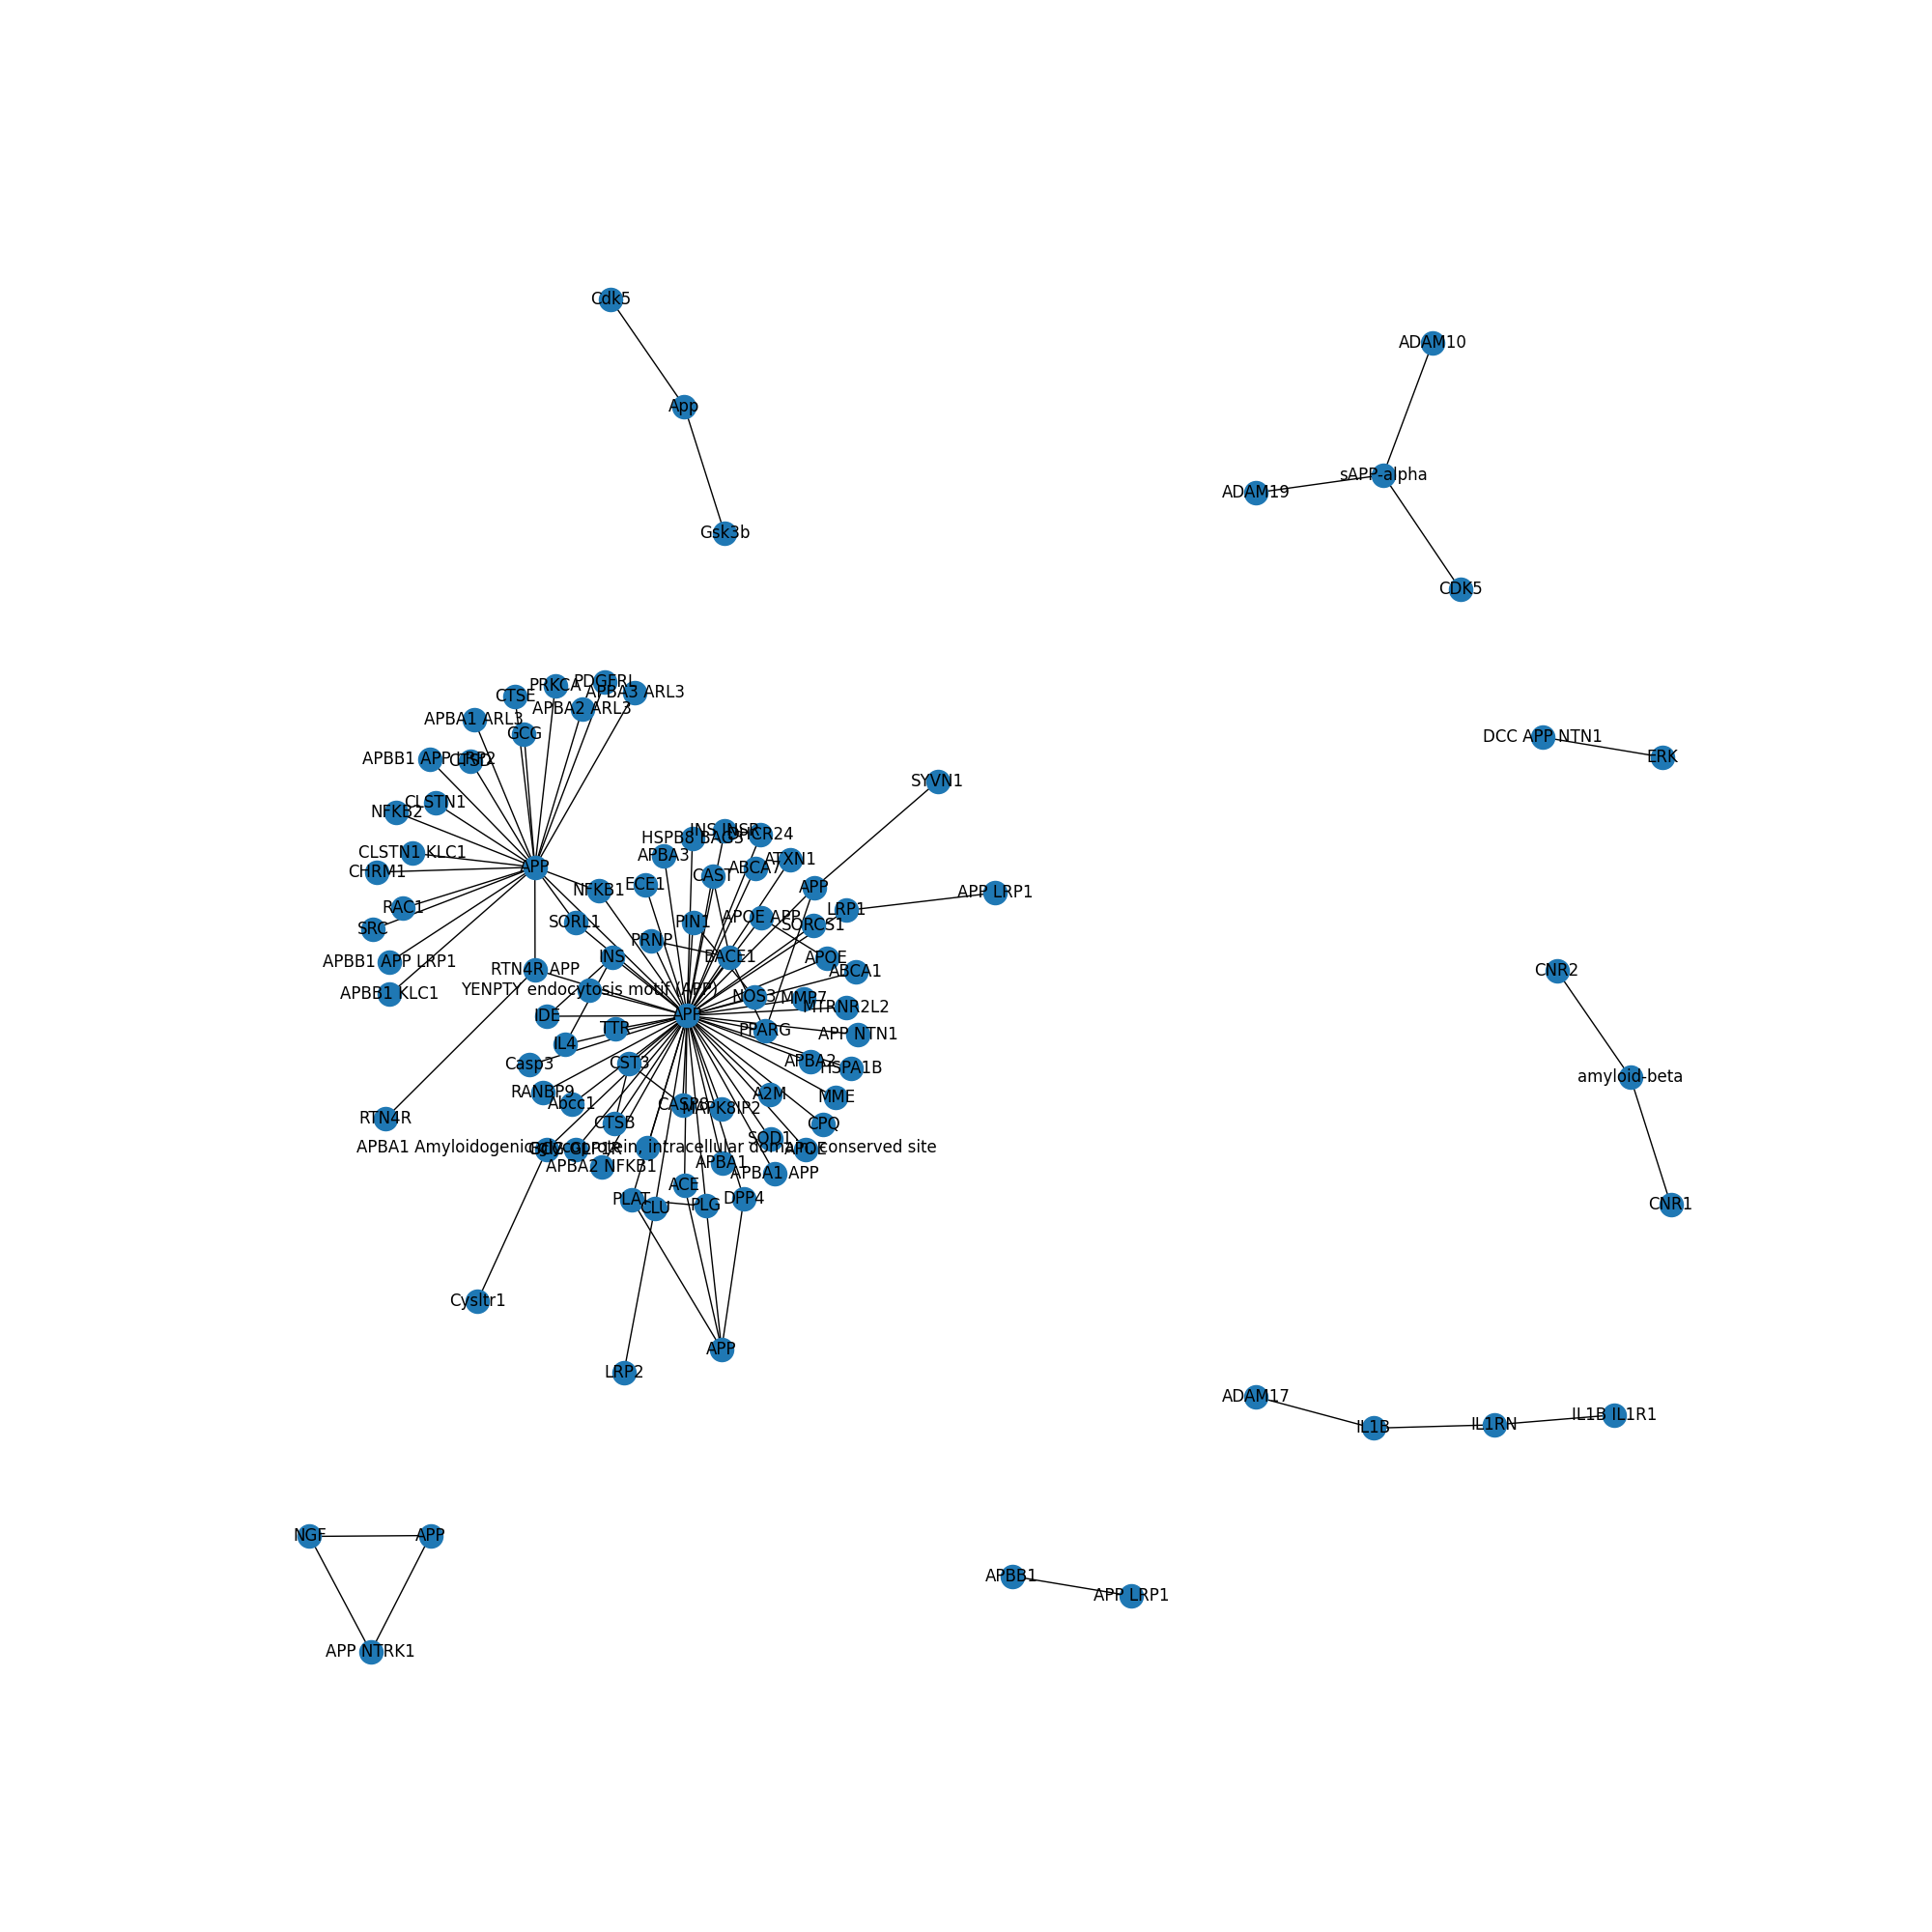 Cdk5
ADAM10
App
sAPP-alpha
ADAM19
Gsk3b
CDK5
PDGFRL
PRKCA
APBA3 ARL3
CTSE
APBA2 ARL3
APBA1 ARL3
GCG
DCC APP NTN1
ERK
APBB1 APP LRP2
CTSD
SYVN1
CLSTN1
NFKB2
INS INSR
HSPB8 BAG3
CLSTN1 KLC1
APBA3
ATXN1
APP
ABCA7
CHRM1
CAST
ECE1
NFKB1
APP
APP LRP1
RAC1
LRP1
SORL1
PIN1
APOE APP
SORCS1
SRC
PRNP
INS
BACE1
APOE
APBB1 APP LRP1
RTN4R APP
ABCA1
CNR2
YENPTY endocytosis motif (APP)
APBB1 KLC1
NOS3
MMP7
MTRNR2L2
IDE
APP
TTR
PPARG
APP NTN1
IL4
Casp3
CST3
APBA2
HSPA1B
amyloid-beta
RANBP9
Abcc1
A2M
MME
CASP8
MAPK8IP2
RTN4R
CTSB
CPQ
SOD1
APBA1 Amyloidogenic glycoprotein, intracellular domain, conserved site
APOE
APBA2 NFKB1
APBA1
APBA1 APP
ACE
PLAT
DPP4
CLU
PLG
CNR1
Cysltr1
APP
LRP2
ADAM17
IL1B
IL1RN
IL1B IL1R1
NGF
APP
APBB1
APP LRP1
APP NTRK1